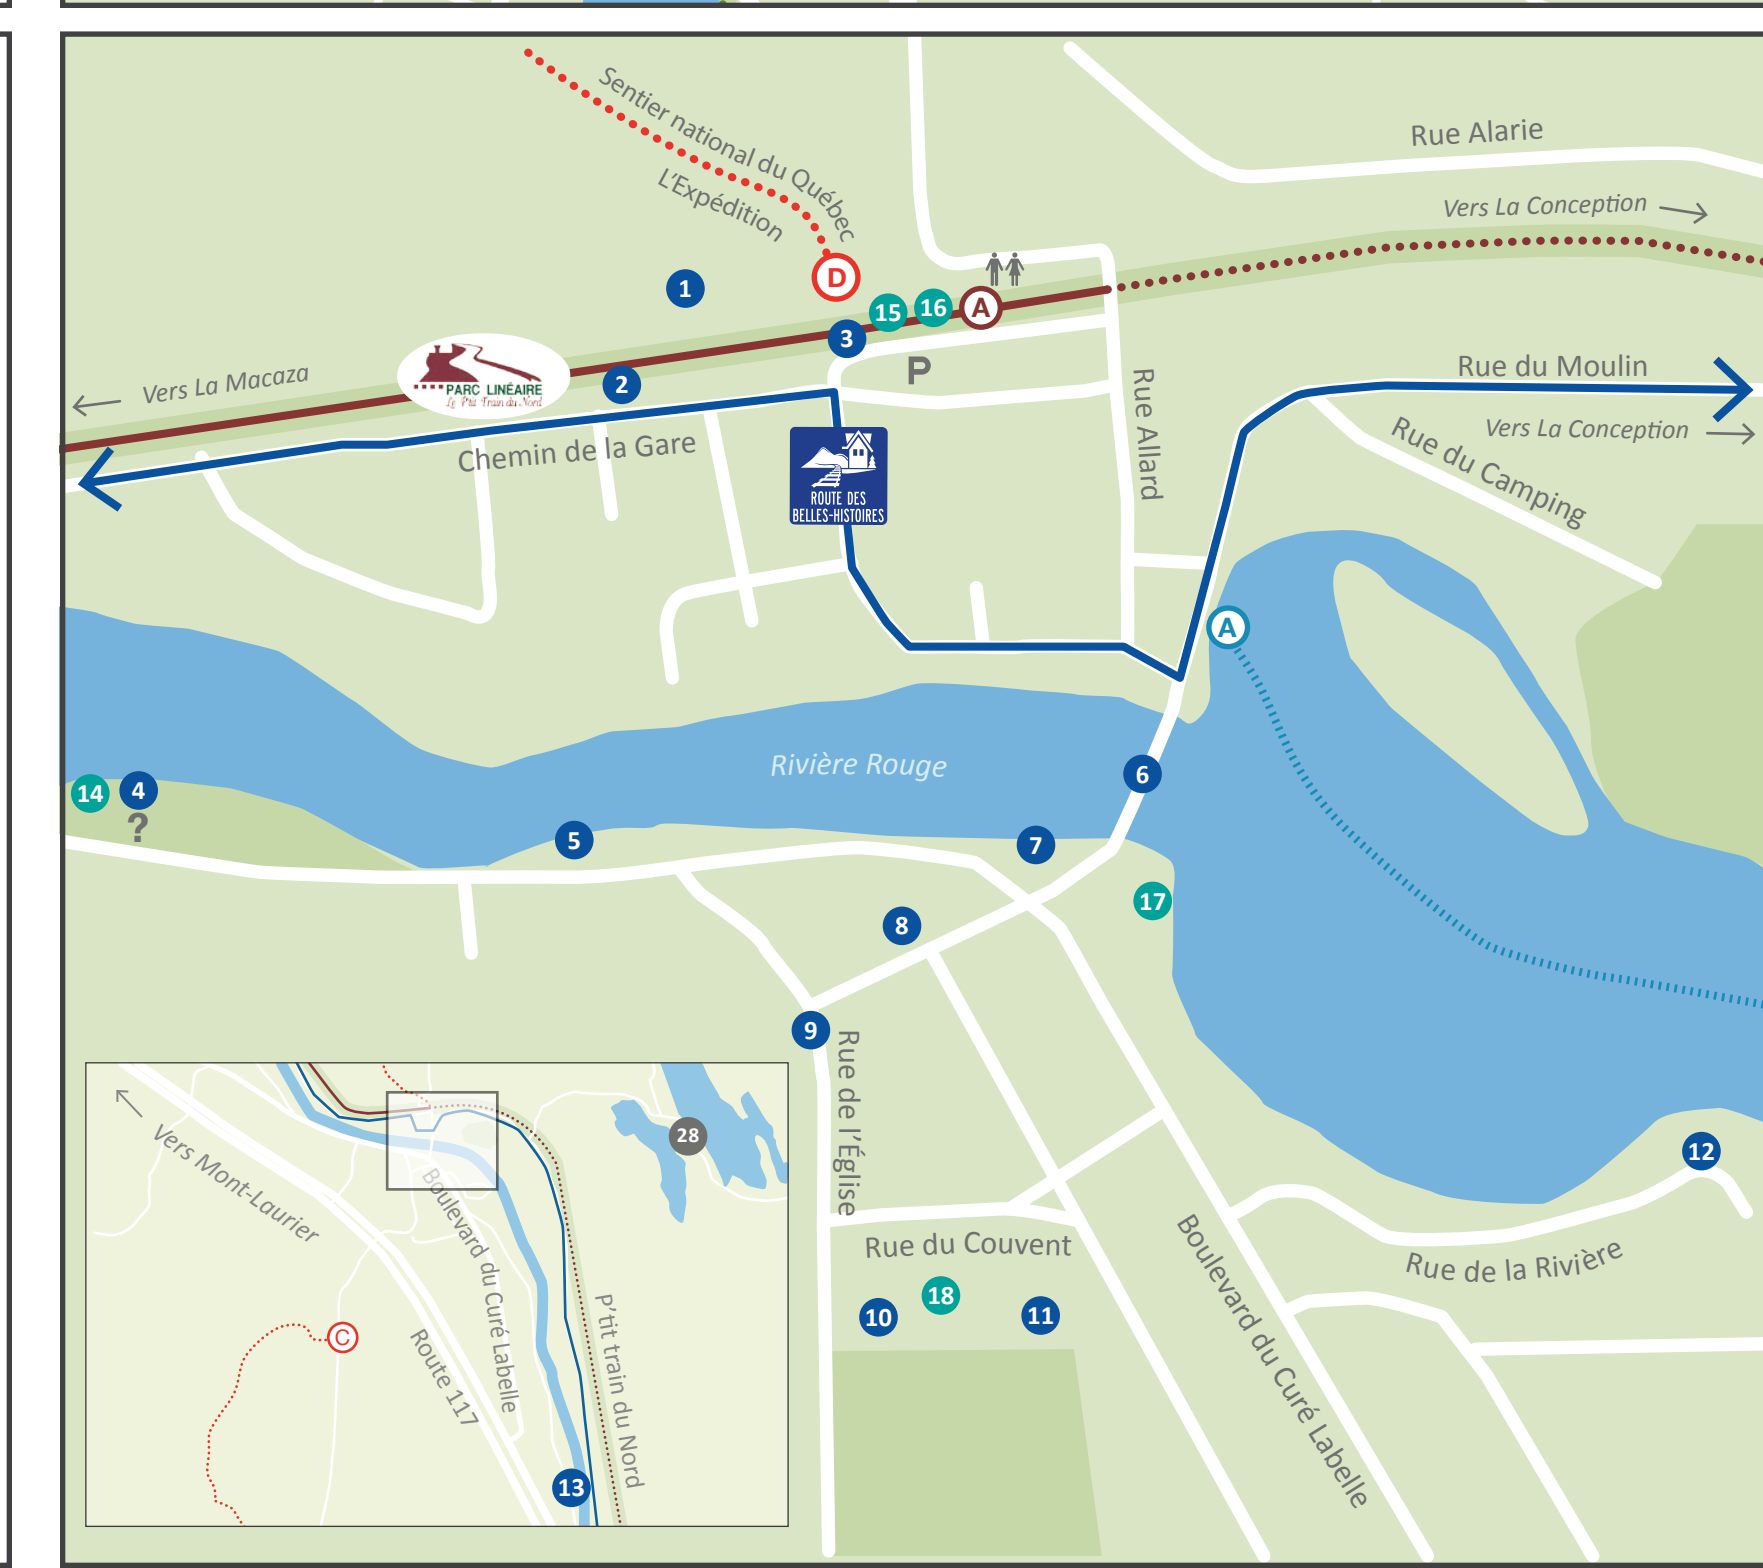 Sentier national du Québec
L'Expédition
D
1
15
16
A
3
2
P
PARC LINÉAIRE
Le P'tit Train du Nord
Vers La Macaza
Chemin de la Gare
ROUTE DES
BELLES-HISTOIRES
Rue Allard
Rue Alarie
Vers La Conception
Rue du Moulin
Vers La Conception
Rue du Camping
A
Rivière Rouge
14
4
?
5
6
7
17
8
9
Rue de l'Église
12
Rue du Couvent
18
10
11
Rue de la Rivière
Boulevard du Curé Labelle
Vers Mont-Laurier
28
Boulevard du Curé Labelle
C
Route 117
P'tit train du Nord
13